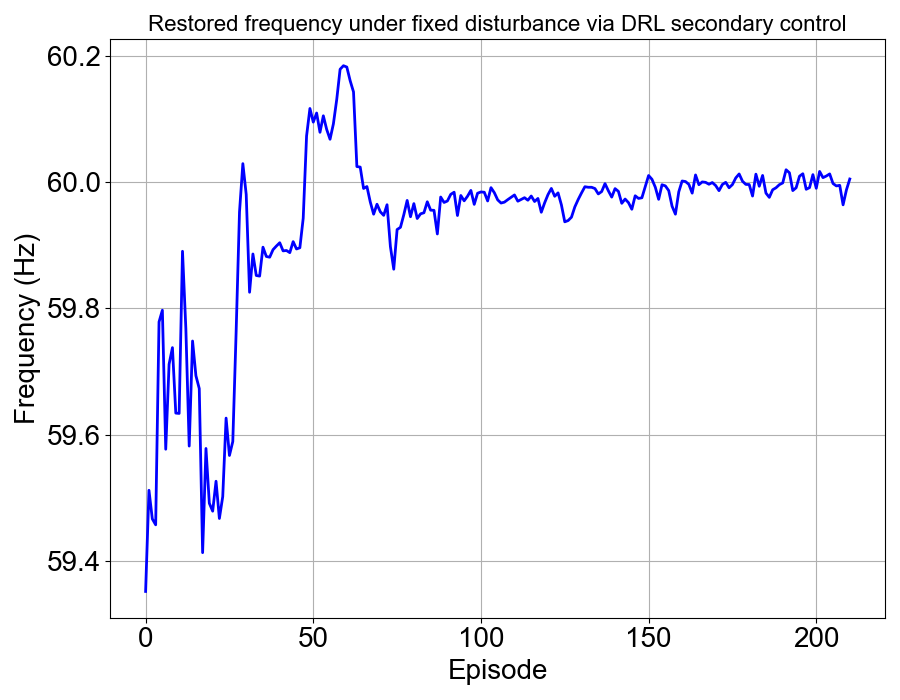 Restored frequency under fixed disturbance via DRL secondary control
60.2
60.0
59.8
59.6
59.4
Frequency (Hz)
0 50 100 150 200
Episode